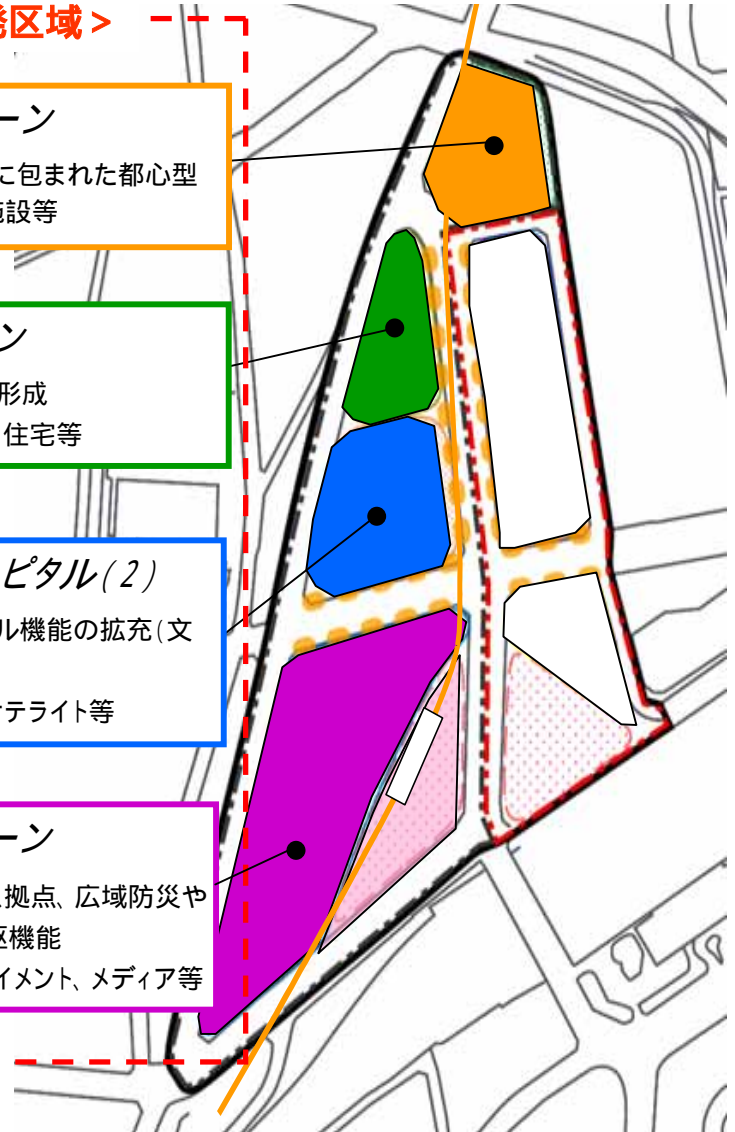 発区域>
ーン
に包まれた都心型
施設等
ン
形成
住宅等
ピタル(2)
ル機能の拡充(文
テライト等
ーン
拠点、広域防災や
区機能
イメント、メディア等